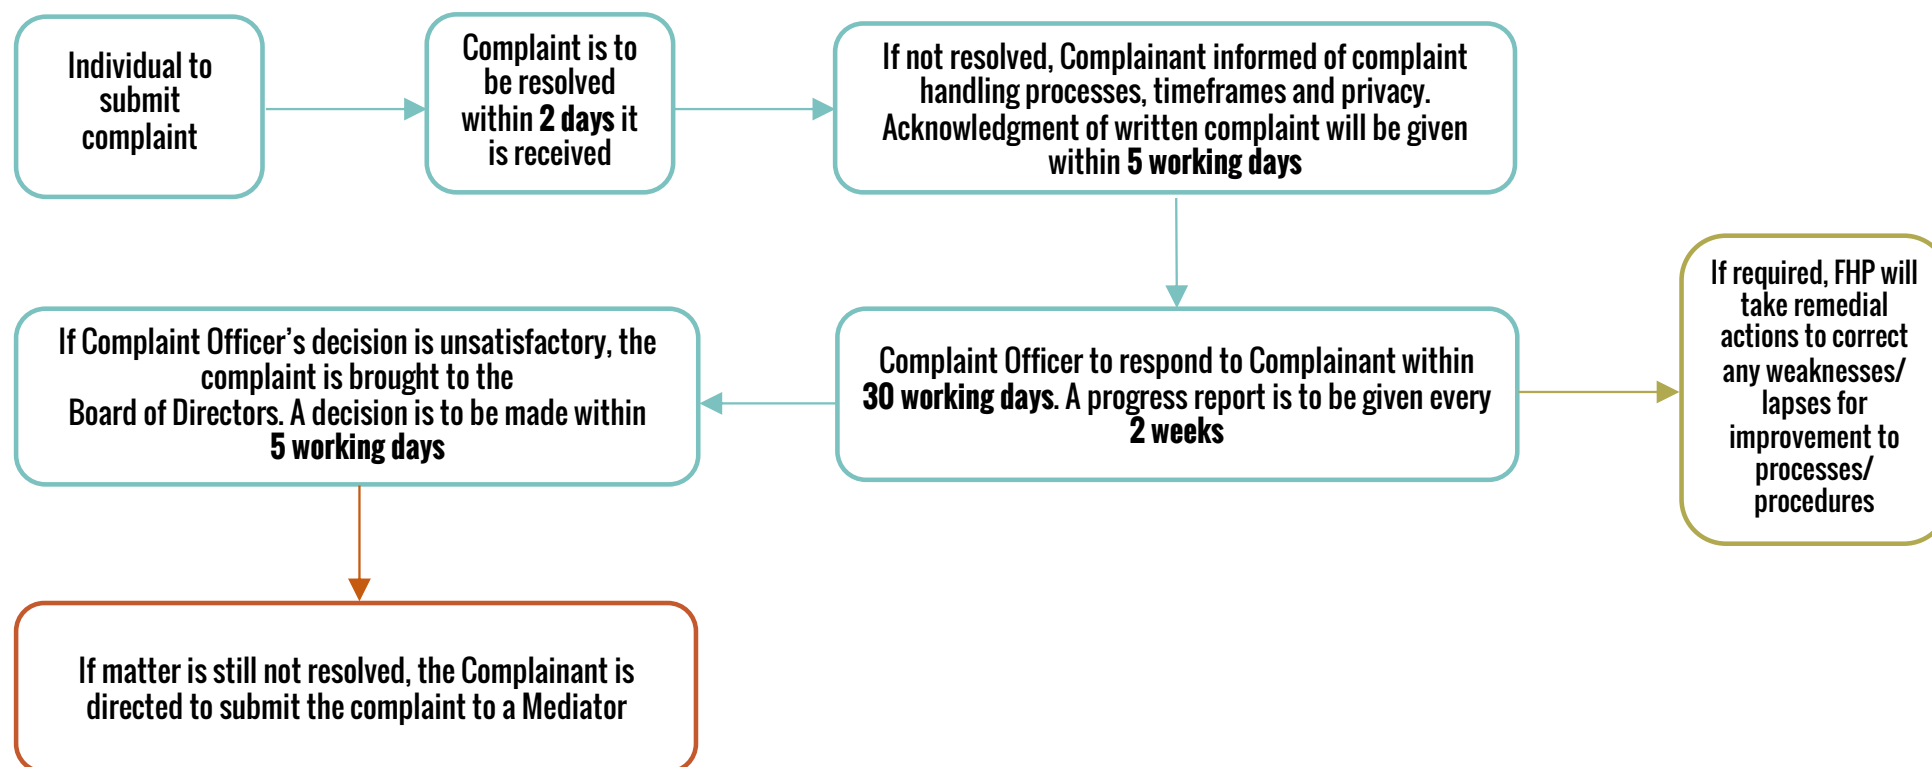 Individual to
submit
complaint
Complaint is to
be resolved
within 2 days it
is received
If not resolved, Complainant informed of complaint
handling processes, timeframes and privacy.
Acknowledgment of written complaint will be given
within 5 working days
Complaint Officer to respond to Complainant within
30 working days. A progress report is to be given every
2 weeks
If required, FHP will
take remedial
actions to correct
any weaknesses/
lapses for
improvement to
processes/
procedures
If Complaint Officer’s decision is unsatisfactory, the
complaint is brought to the
Board of Directors. A decision is to be made within
5 working days
If matter is still not resolved, the Complainant is
directed to submit the complaint to a Mediator